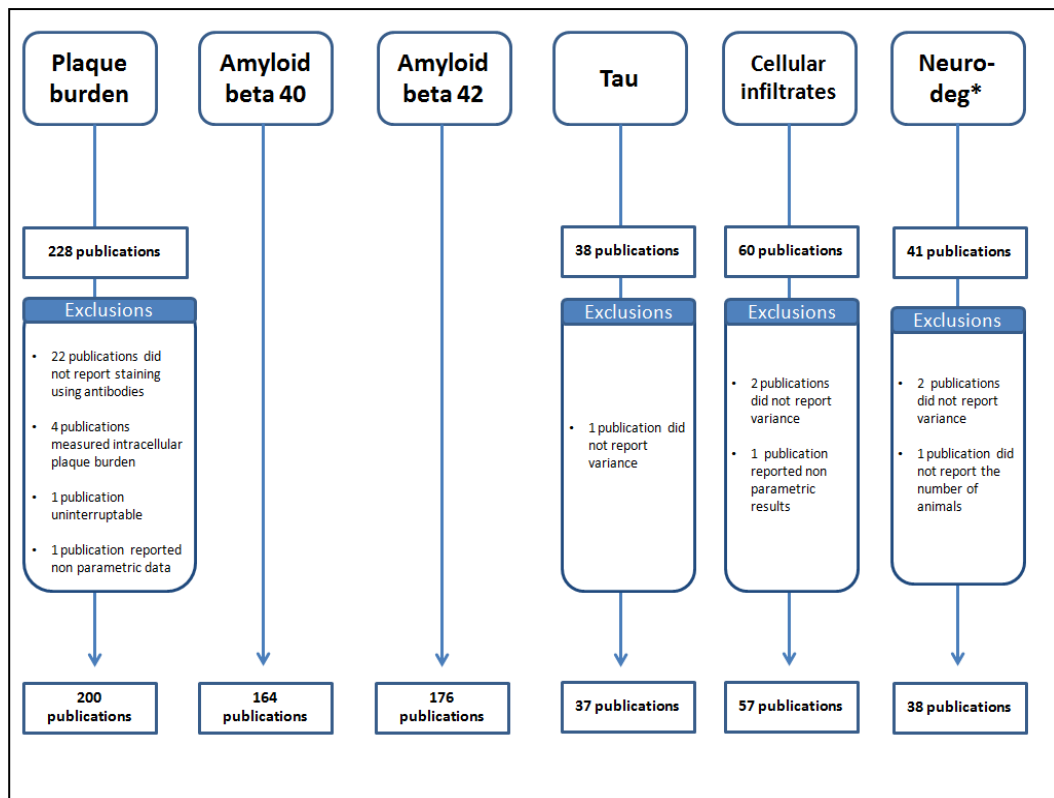 Plaque
burden
Amyloid
beta 40
Amyloid
beta 42
Tau
Cellular
infiltrates
Neuro-
deg*
228 publications
38 publications
60 publications
41 publications
Exclusions
• 22 publications did
not report staining
using antibodies
• 4 publications
measured intracellular
plaque burden
• 1 publication
uninterruptable
• 1 publication reported
non parametric data
Exclusions
• 1 publication did
not report
variance
Exclusions
• 2 publications
did not report
variance
• 1 publication
reported non
parametric
results
Exclusions
• 2 publications
did not report
variance
• 1 publication did
not report the
number of
animals
200
publications
164
publications
176
publications
37 publications
57 publications
38 publications